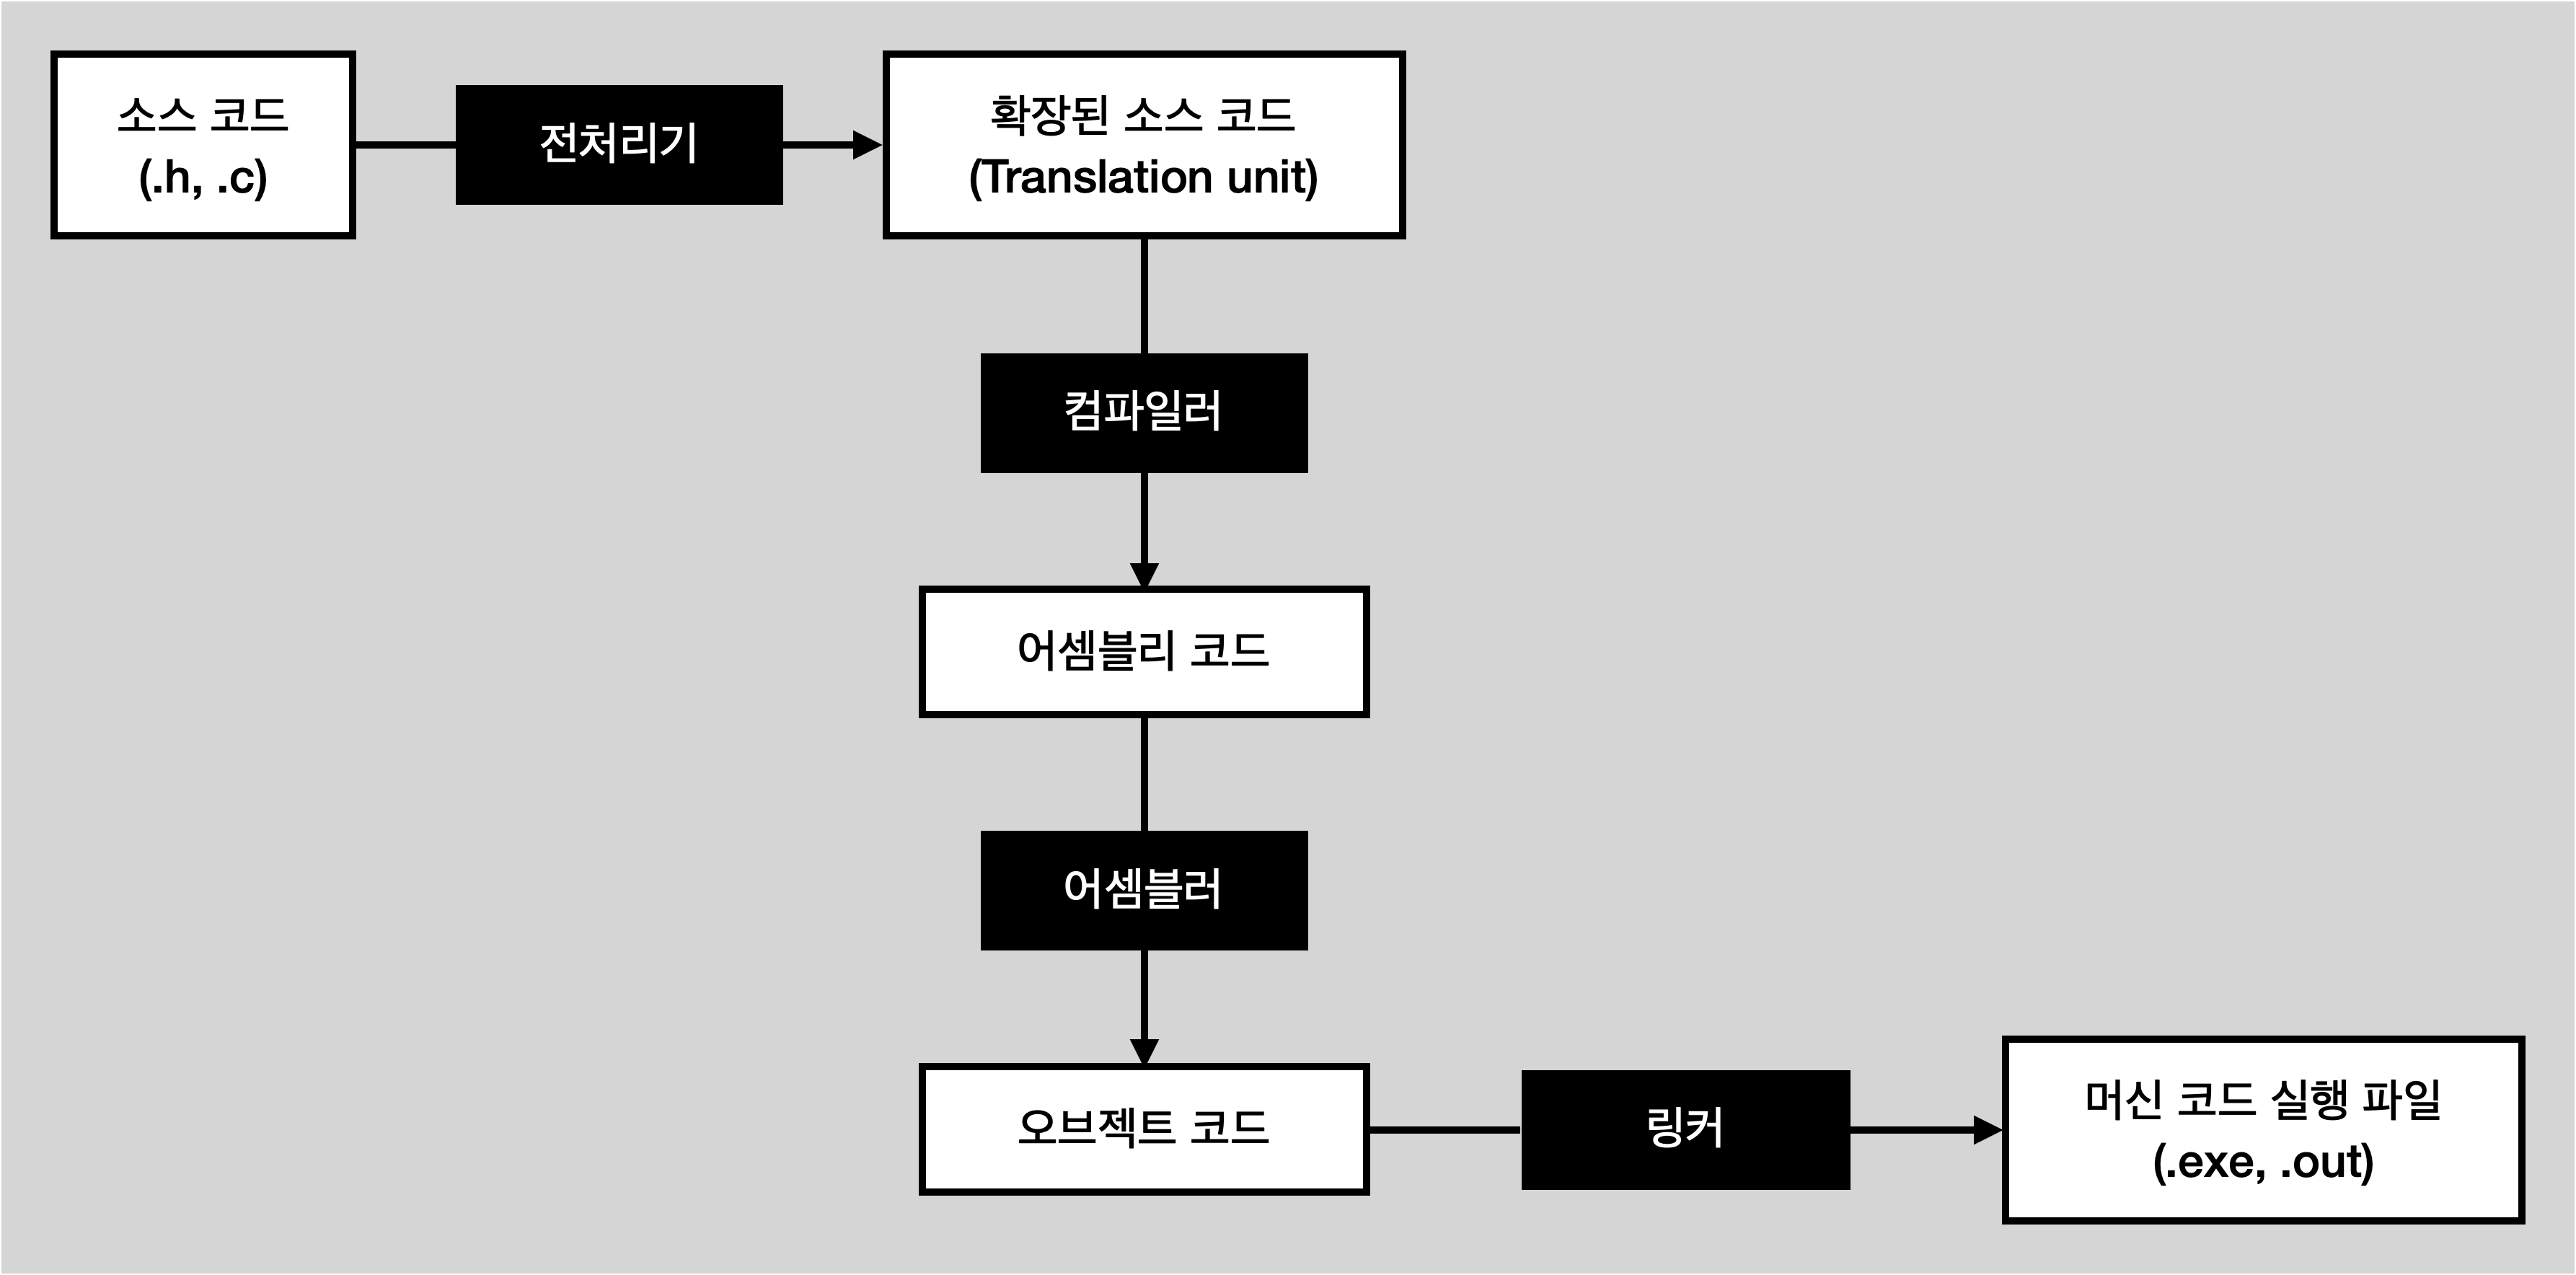 소스 코드
(.h, .c)
전처리기
확장된 소스 코드
(Translation unit)
컴파일러
어셈블리 코드
어셈블러
오브젝트 코드
링커
머신 코드 실행 파일
(.exe, .out)